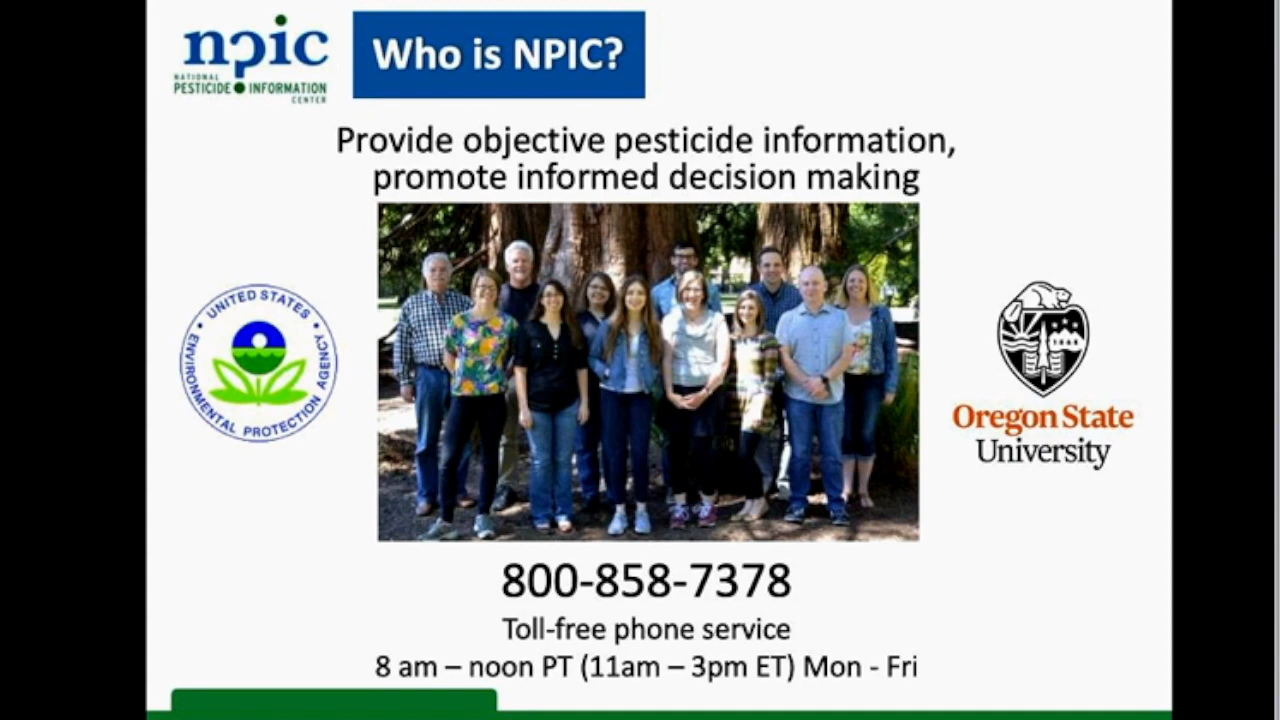 npic
NATIONAL
PESTICIDE INFORMATION
CENTER
Who is NPIC?
Provide objective pesticide information,
promote informed decision making
UNITED STATES
ENVIRONMENTAL PROTECTION AGENCY
Oregon State
University
800-858-7378
Toll-free phone service
8 am – noon PT (11am – 3pm ET) Mon - Fri